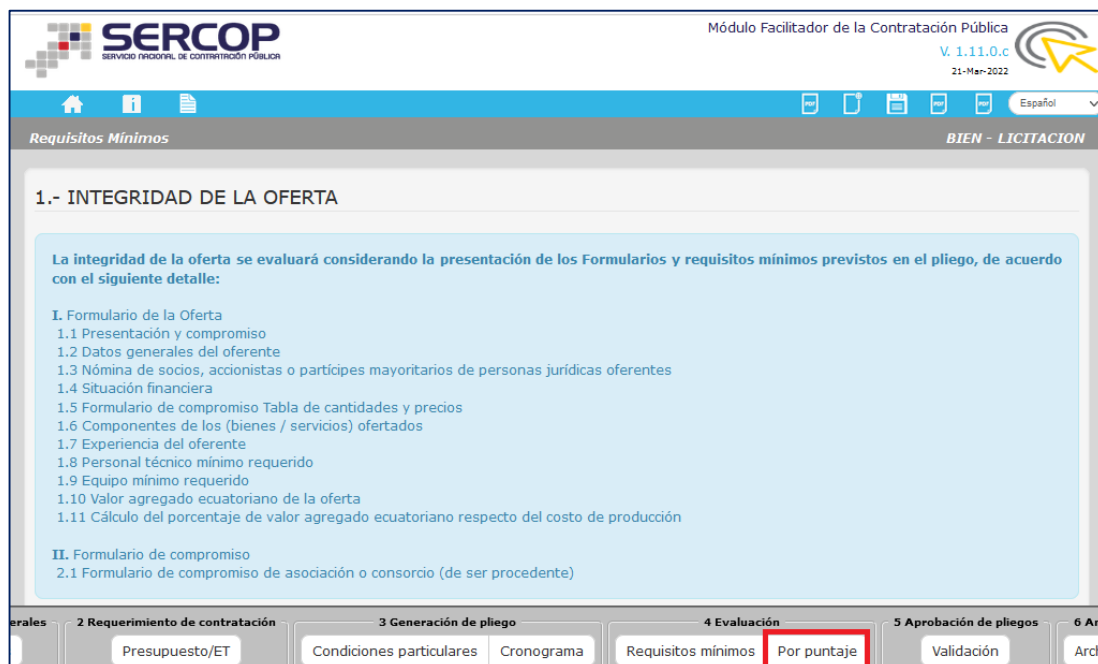 SERCOP
SERVICIO NACIONAL DE CONTRATACIÓN PÚBLICA
Módulo Facilitador de la Contratación Pública
V. 1.11.0.c
21-Mar-2022
PDF PDF PDF Español
Requisitos Mínimos BIEN - LICITACION
1.- INTEGRIDAD DE LA OFERTA
La integridad de la oferta se evaluará considerando la presentación de los Formularios y requisitos mínimos previstos en el pliego, de acuerdo
con el siguiente detalle:
I. Formulario de la Oferta
1.1 Presentación y compromiso
1.2 Datos generales del oferente
1.3 Nómina de socios, accionistas o partícipes mayoritarios de personas jurídicas oferentes
1.4 Situación financiera
1.5 Formulario de compromiso Tabla de cantidades y precios
1.6 Componentes de los (bienes / servicios) ofertados
1.7 Experiencia del oferente
1.8 Personal técnico mínimo requerido
1.9 Equipo mínimo requerido
1.10 Valor agregado ecuatoriano de la oferta
1.11 Cálculo del porcentaje de valor agregado ecuatoriano respecto del costo de producción
II. Formulario de compromiso
2.1 Formulario de compromiso de asociación o consorcio (de ser procedente)
erales 2 Requerimiento de contratación 3 Generación de pliego 4 Evaluación 5 Aprobación de pliegos 6 Ar
Presupuesto/ET Condiciones particulares Cronograma Requisitos mínimos Por puntaje Validación Arch